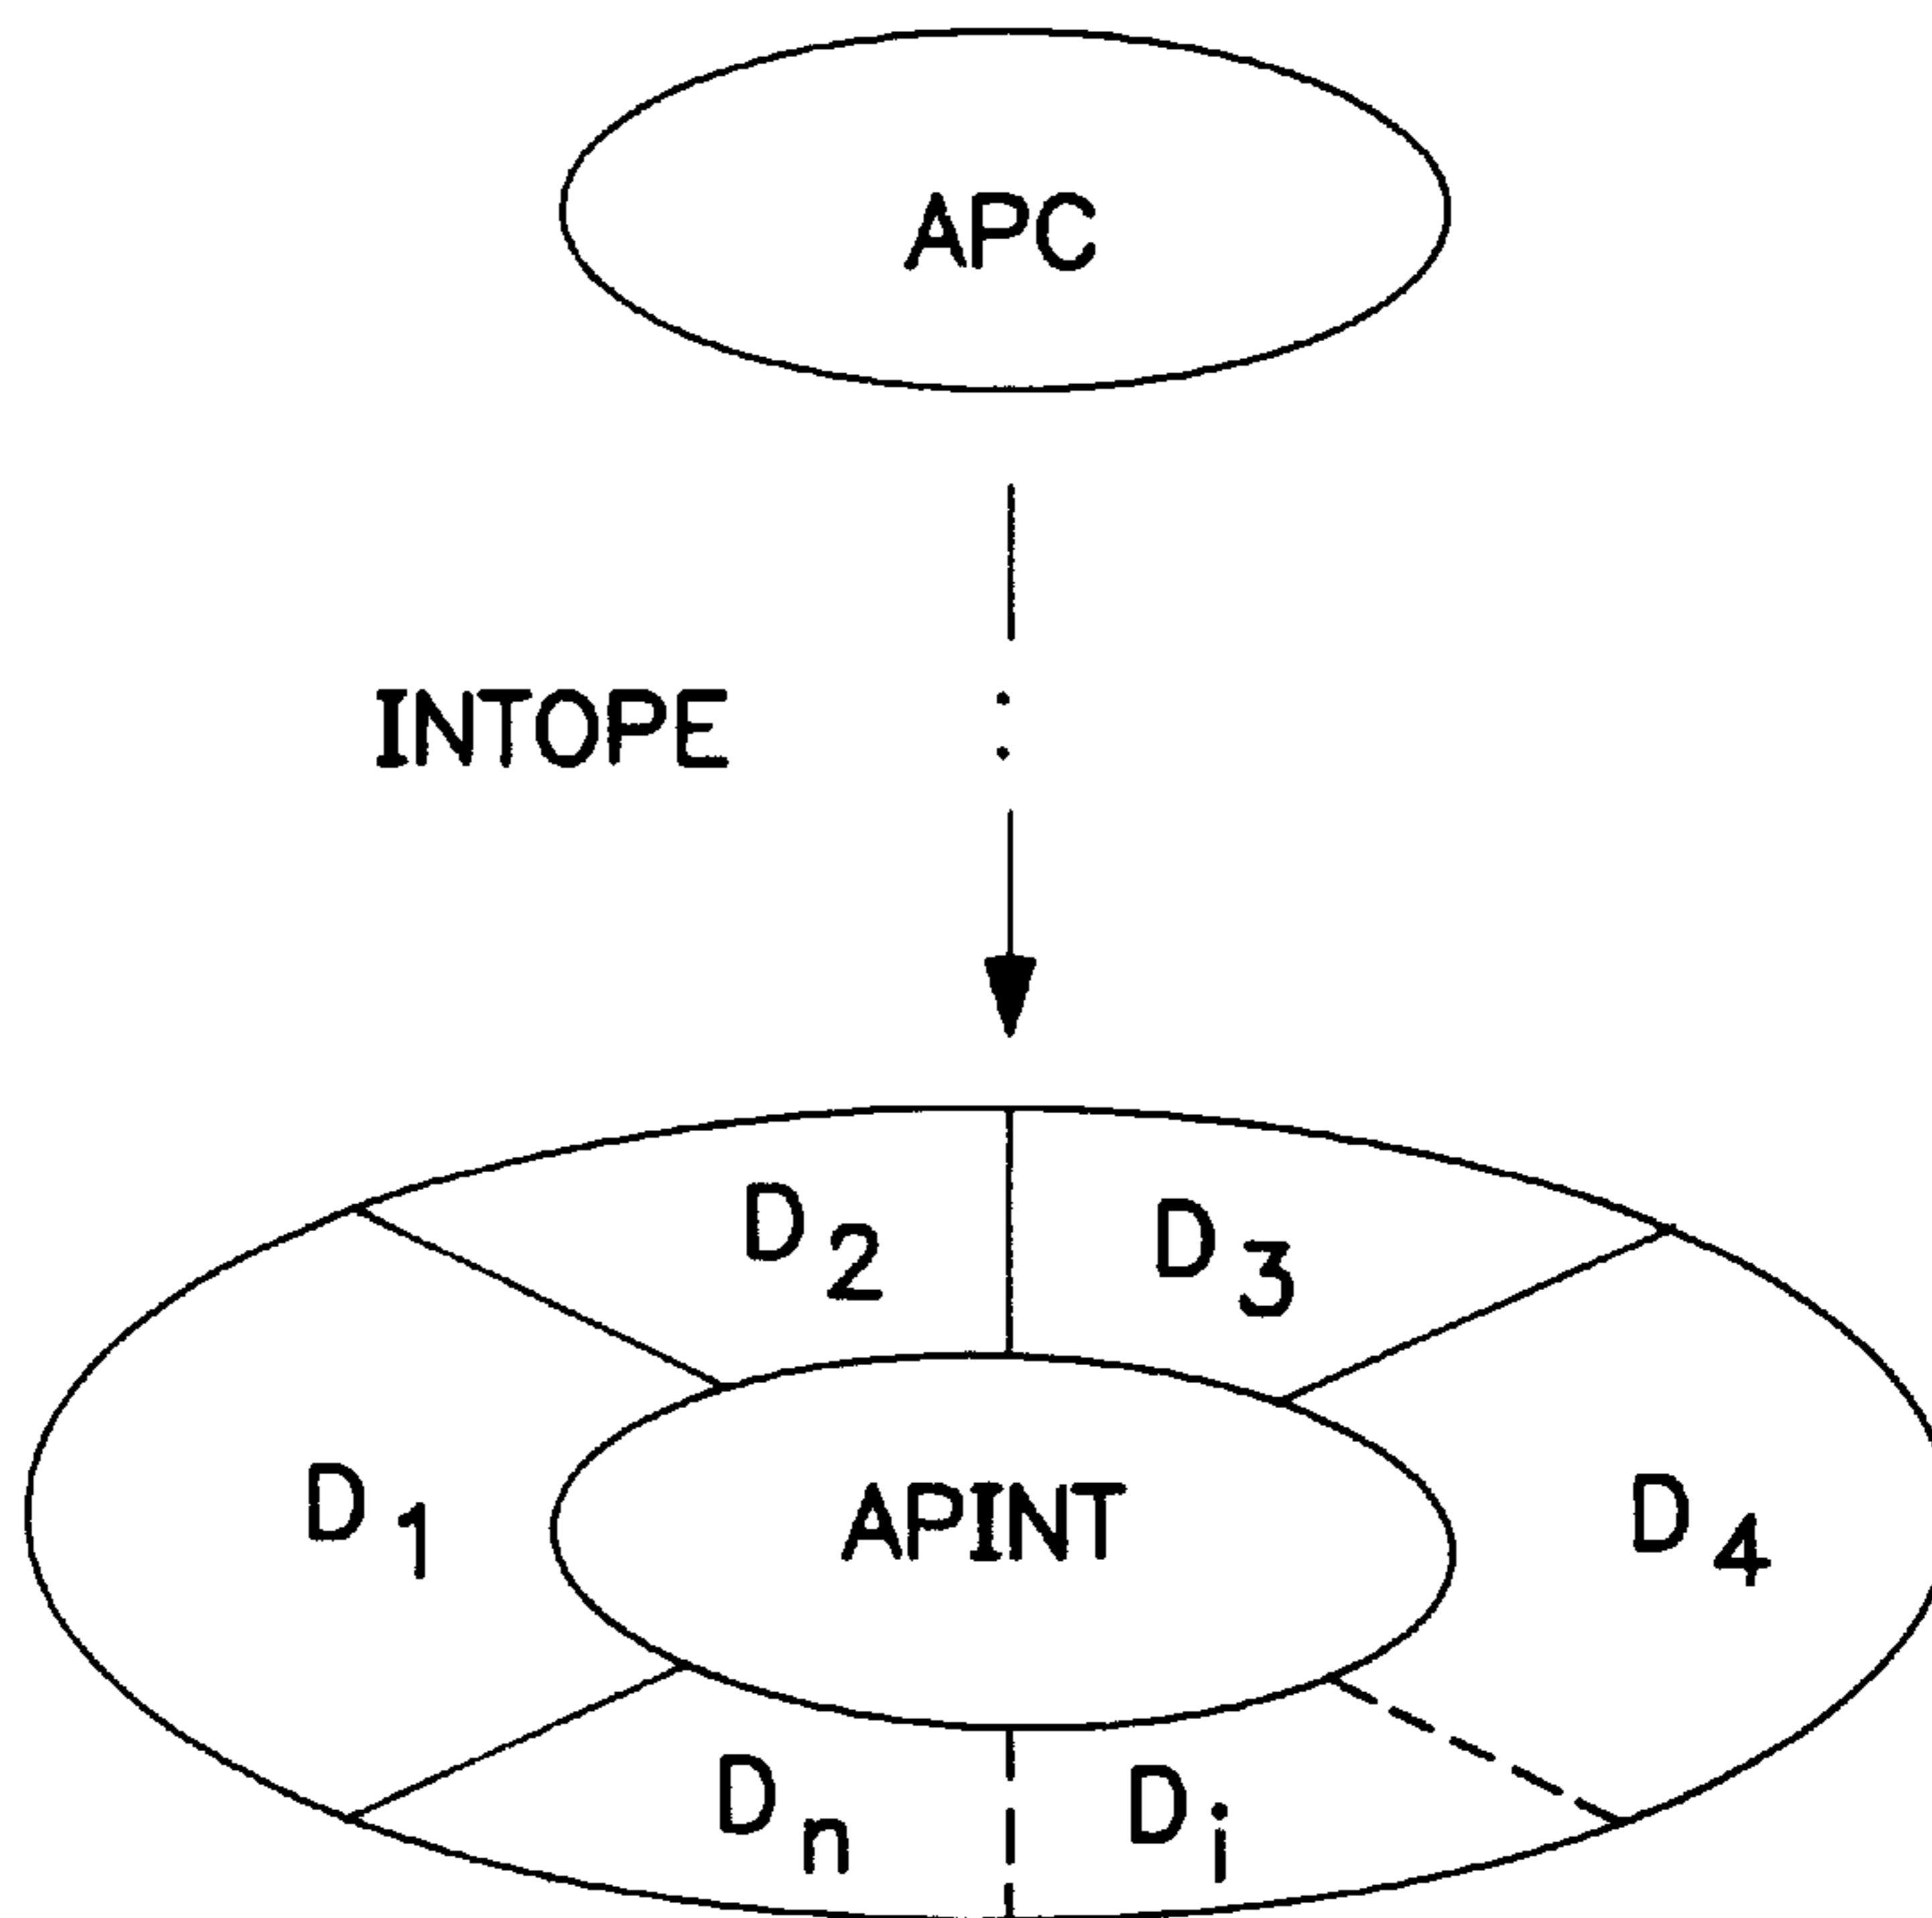 APC
INTOPE
D2
D3
D1
APINT
D4
Dn
Di